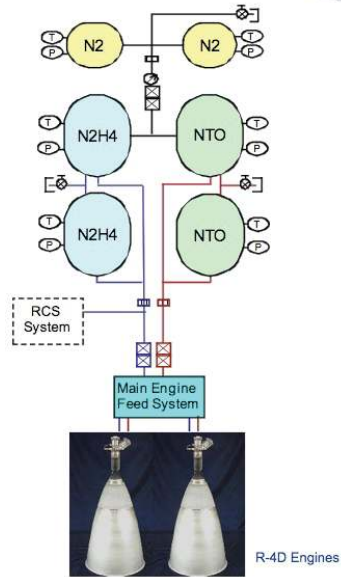 T
P
N2
N2
T
P
T
P
N2H4
NTO
T
P
T
P
N2H4
NTO
T
P
RCS
System
Main Engine
Feed System
R-4D Engines